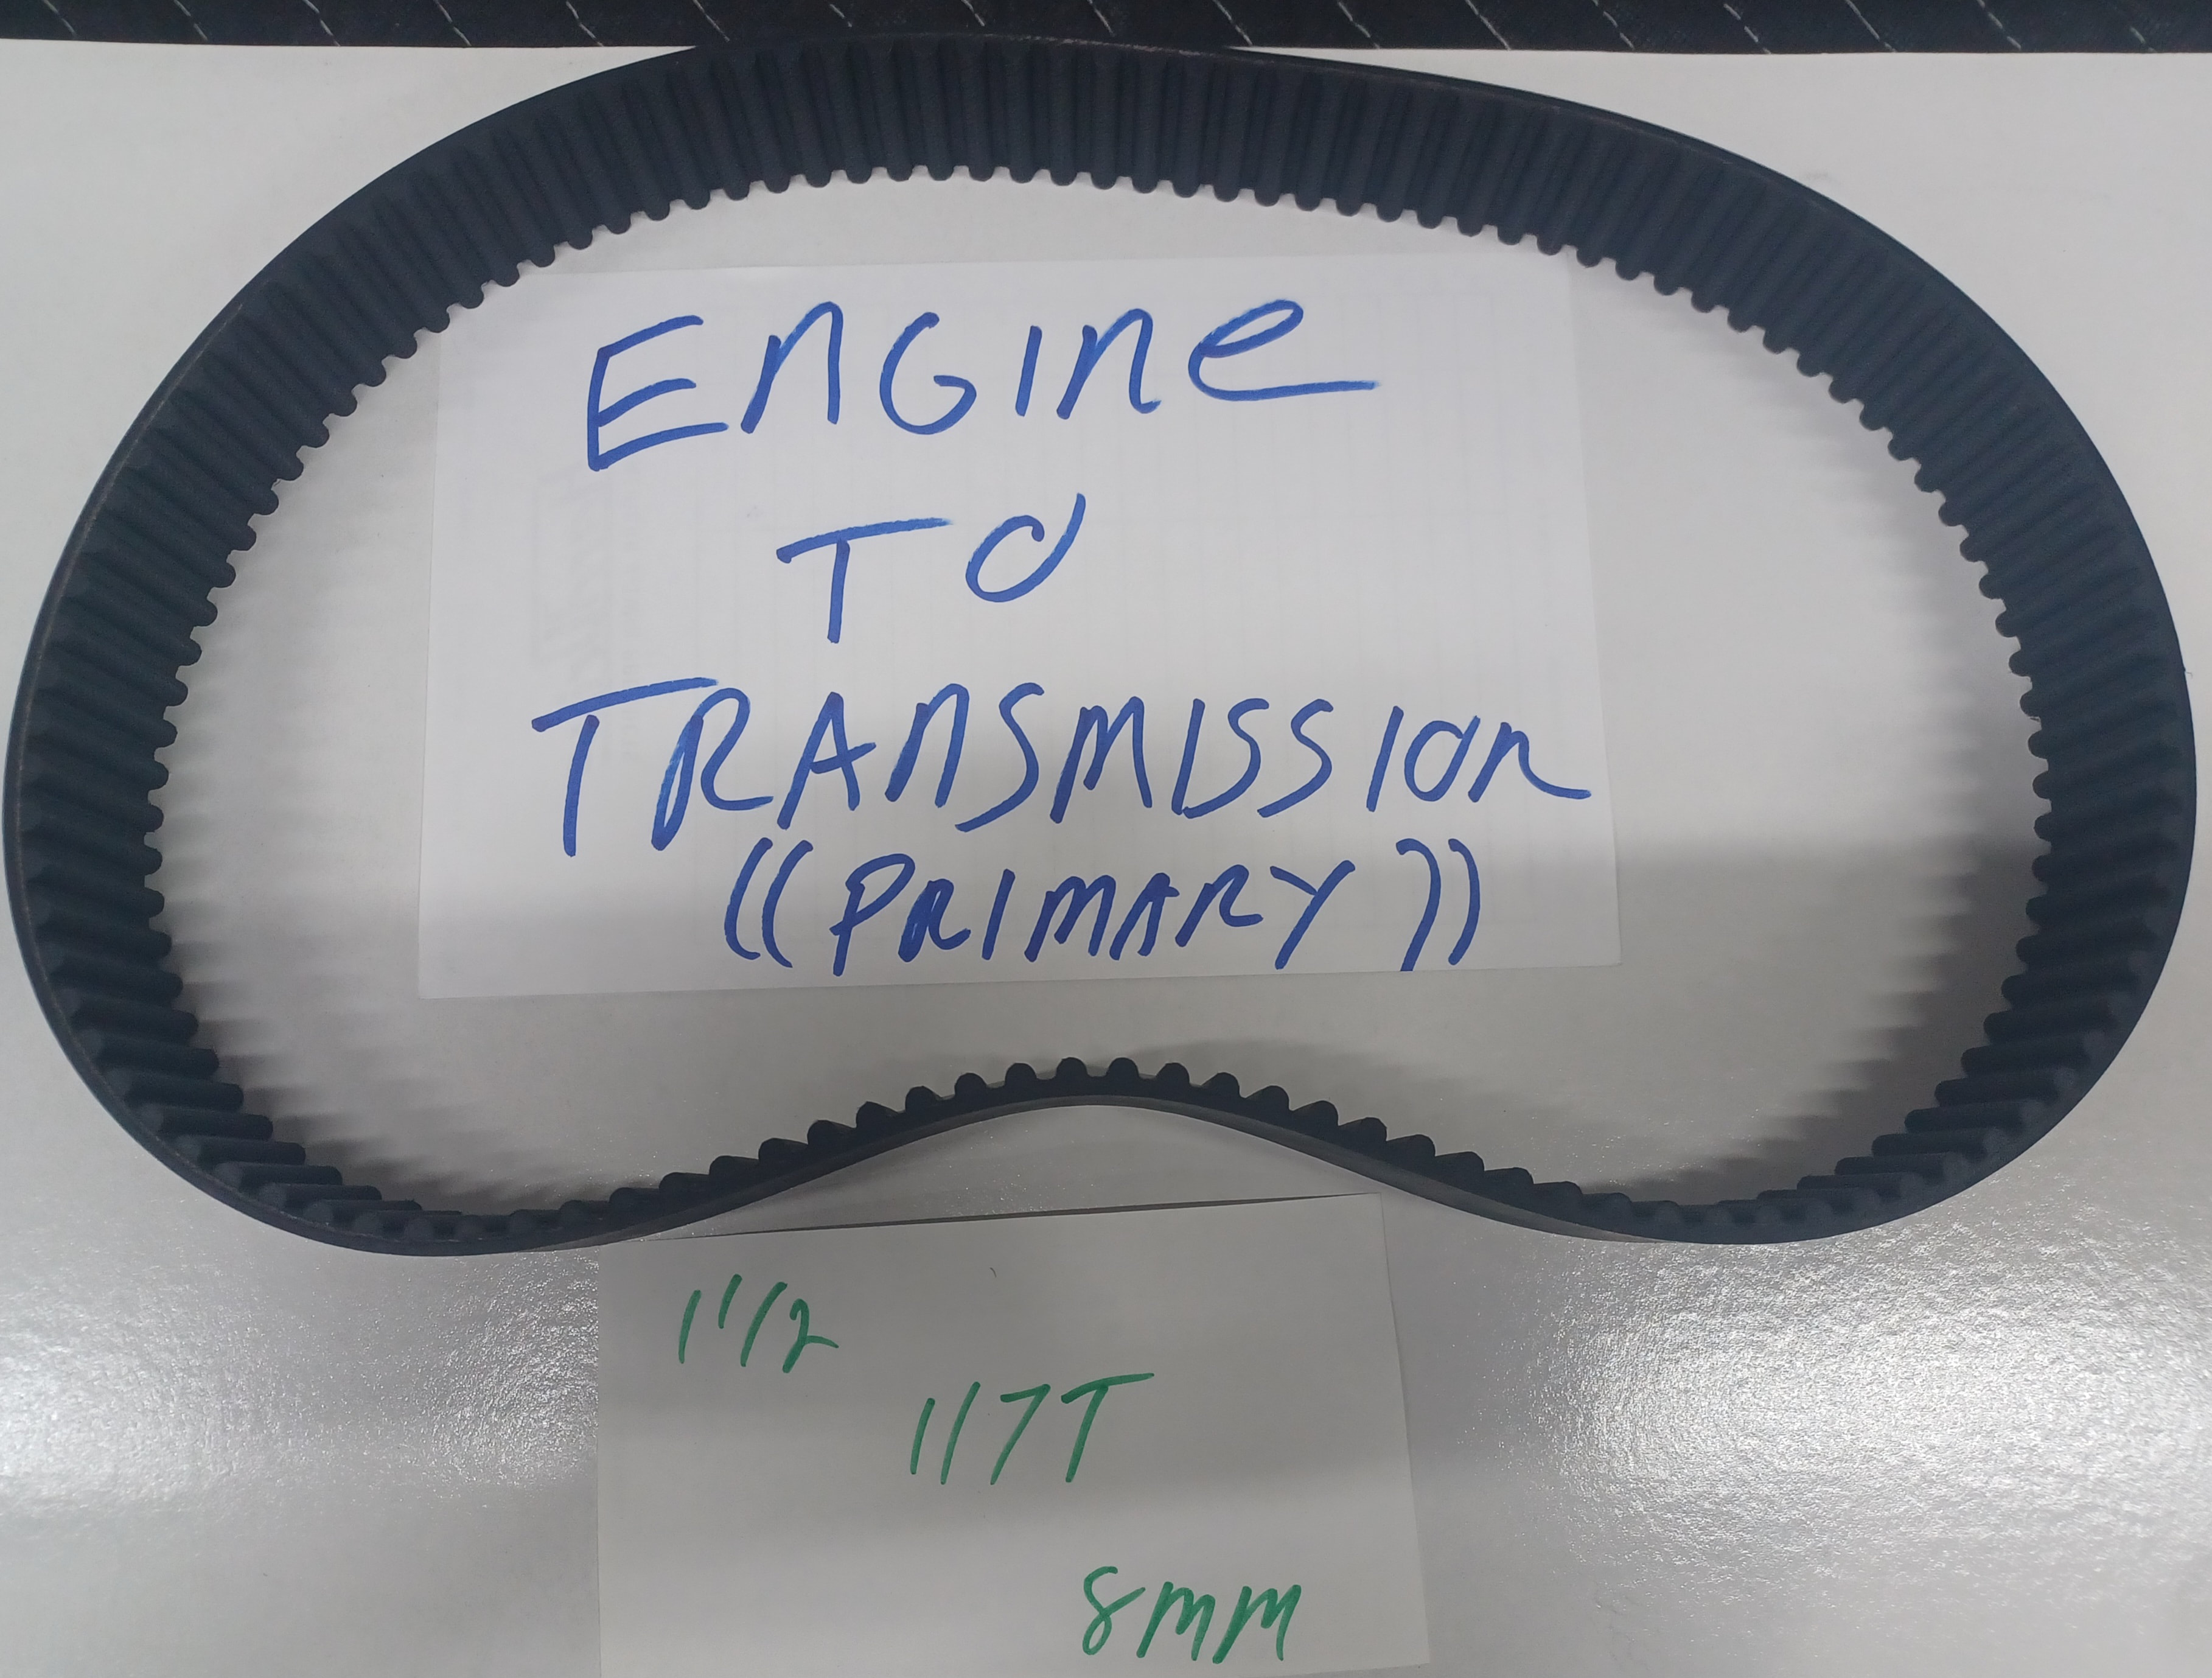 ENGINE
TO
TRANSMISSION
((PRIMARY))
1 1/2
117T
8MM